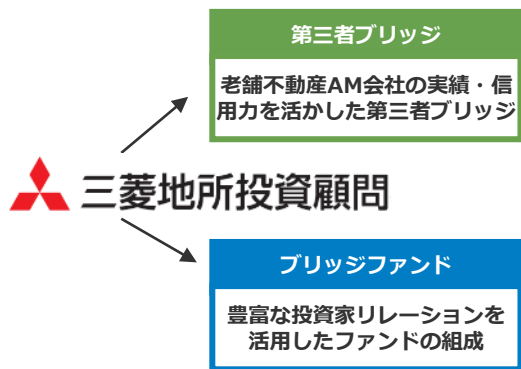 第三者ブリッジ
老舗不動産AM会社の実績・信
用力を活かした第三者ブリッジ
三菱地所投資顧問
ブリッジファンド
豊富な投資家リレーションを
活用したファンドの組成